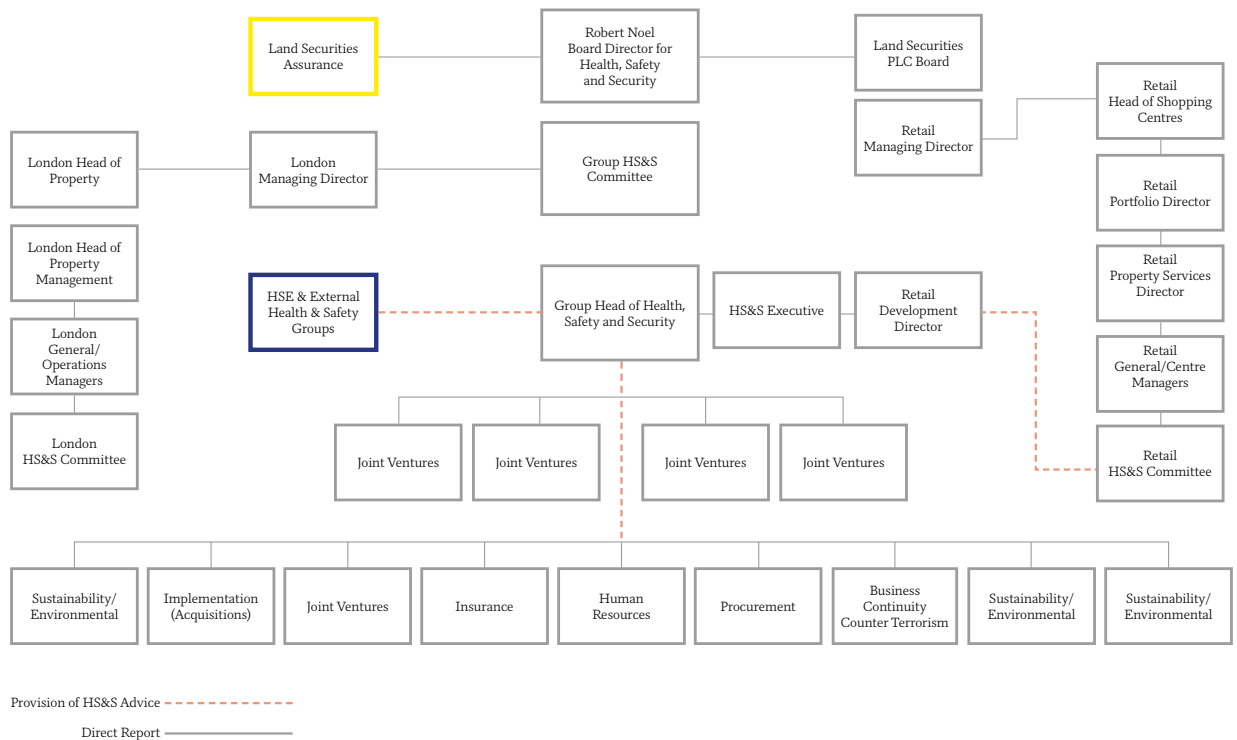 Land Securities
Assurance
Robert Noel
Board Director for
Health, Safety
and Security
Land Securities
PLC Board
Retail
Head of Shopping
Centres
London Head of
Property
London
Managing Director
Group HS&S
Committee
Retail
Managing Director
Retail
Portfolio Director
London Head of
Property
Management
HSE & External
Health & Safety
Groups
Group Head of Health,
Safety and Security
HS&S Executive
Retail
Development
Director
Retail
Property Services
Director
London
General/
Operations
Managers
Retail
General/Centre
Managers
London
HS&S Committee
Joint Ventures
Joint Ventures
Joint Ventures
Joint Ventures
Retail
HS&S Committee
Sustainability/
Environmental
Implementation
(Acquisitions)
Joint Ventures
Insurance
Human
Resources
Procurement
Business
Continuity
Counter Terrorism
Sustainability/
Environmental
Sustainability/
Environmental
Provision of HS&S Advice
Direct Report